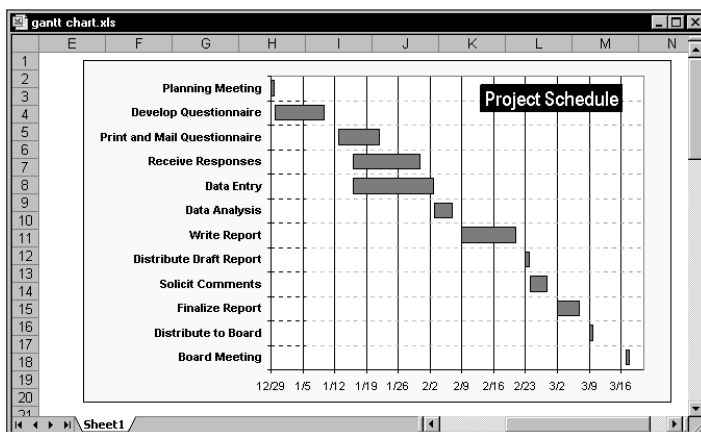 gantt chart.xls
E F G H I J K L M N
1
2
3
4
5
6
7
8
9
10
11
12
13
14
15
16
17
18
19
20
21
Project Schedule
Planning Meeting
Develop Questionnaire
Print and Mail Questionnaire
Receive Responses
Data Entry
Data Analysis
Write Report
Distribute Draft Report
Solicit Comments
Finalize Report
Distribute to Board
Board Meeting
12/29 1/5 1/12 1/19 1/26 2/2 2/9 2/16 2/23 3/2 3/9 3/16
Sheet1